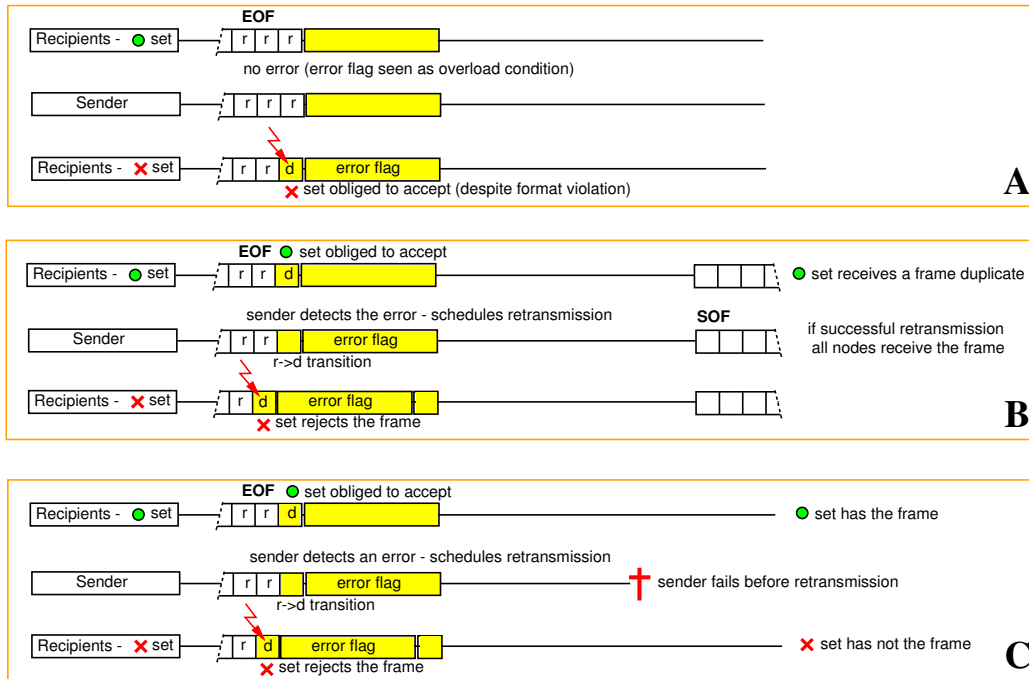 EOF
Recipients - set r r r
no error (error flag seen as overload condition)
Sender r r r
Recipients - set r r d error flag
set obliged to accept (despite format violation)
A
EOF set obliged to accept
Recipients - set r r d set receives a frame duplicate
sender detects the error - schedules retransmission SOF
Sender r r error flag if successful retransmission
all nodes receive the frame
r->d transition
Recipients - set r d error flag
set rejects the frame
B
EOF set obliged to accept
Recipients - set r r d set has the frame
sender detects an error - schedules retransmission
Sender r r error flag sender fails before retransmission
r->d transition
Recipients - set r d error flag set has not the frame
set rejects the frame
C